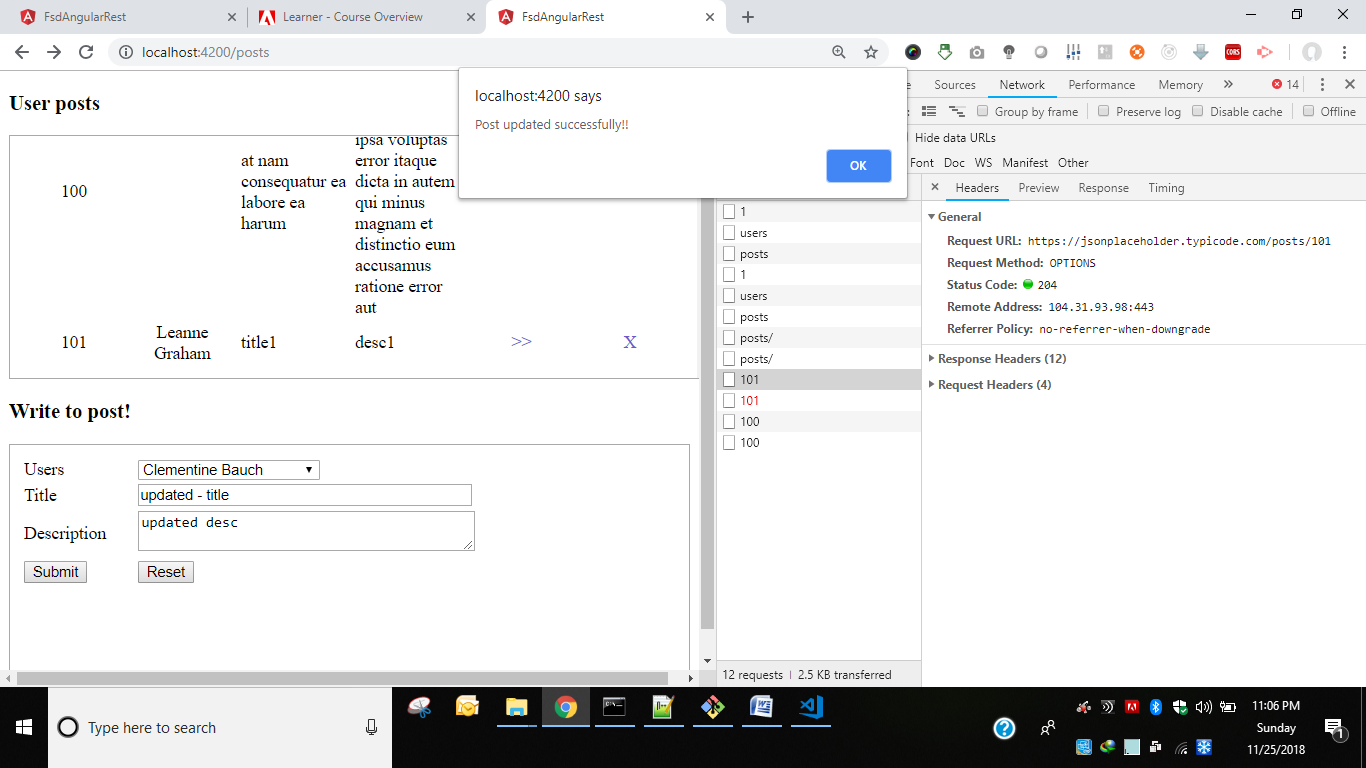 FsdAngularRest
Learner - Course Overview
FsdAngularRest
localhost:4200/posts
CORS
localhost:4200 says
Post updated successfully!!
OK
User posts
100
at nam
consequatur ea
labore ea
harum
ipsa voluptas
error itaque
dicta in autem
qui minus
magnam et
distinctio eum
accusamus
ratione error
aut
101
Leanne
Graham
title1
desc1
>>
X
Write to post!
Users
Clementine Bauch
Title
updated - title
Description
updated desc
Submit
Reset
Sources
Network
Performance
Memory
14
Group by frame
Preserve log
Disable cache
Offline
Hide data URLs
Font Doc WS Manifest Other
1
users
posts
1
users
posts
posts/
posts/
101
101
100
100
12 requests | 2.5 KB transferred
Headers
Preview
Response
Timing
General
Request URL: https://jsonplaceholder.typicode.com/posts/101
Request Method: OPTIONS
Status Code: 204
Remote Address: 104.31.93.98:443
Referrer Policy: no-referrer-when-downgrade
Response Headers (12)
Request Headers (4)
Type here to search
11:06 PM
Sunday
11/25/2018
1